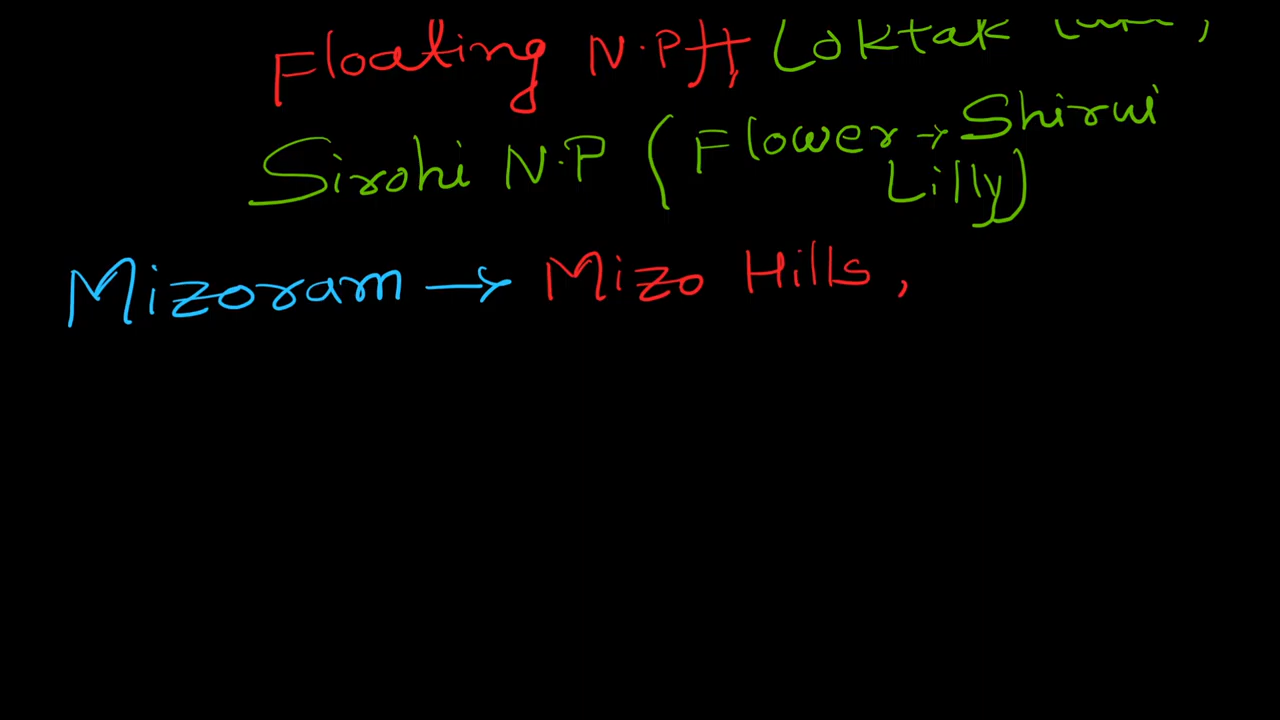 Floating N.P), Loktak
Sirohi N.P (Flower → Shirui
Lilly)
Mizoram → Mizo Hills,